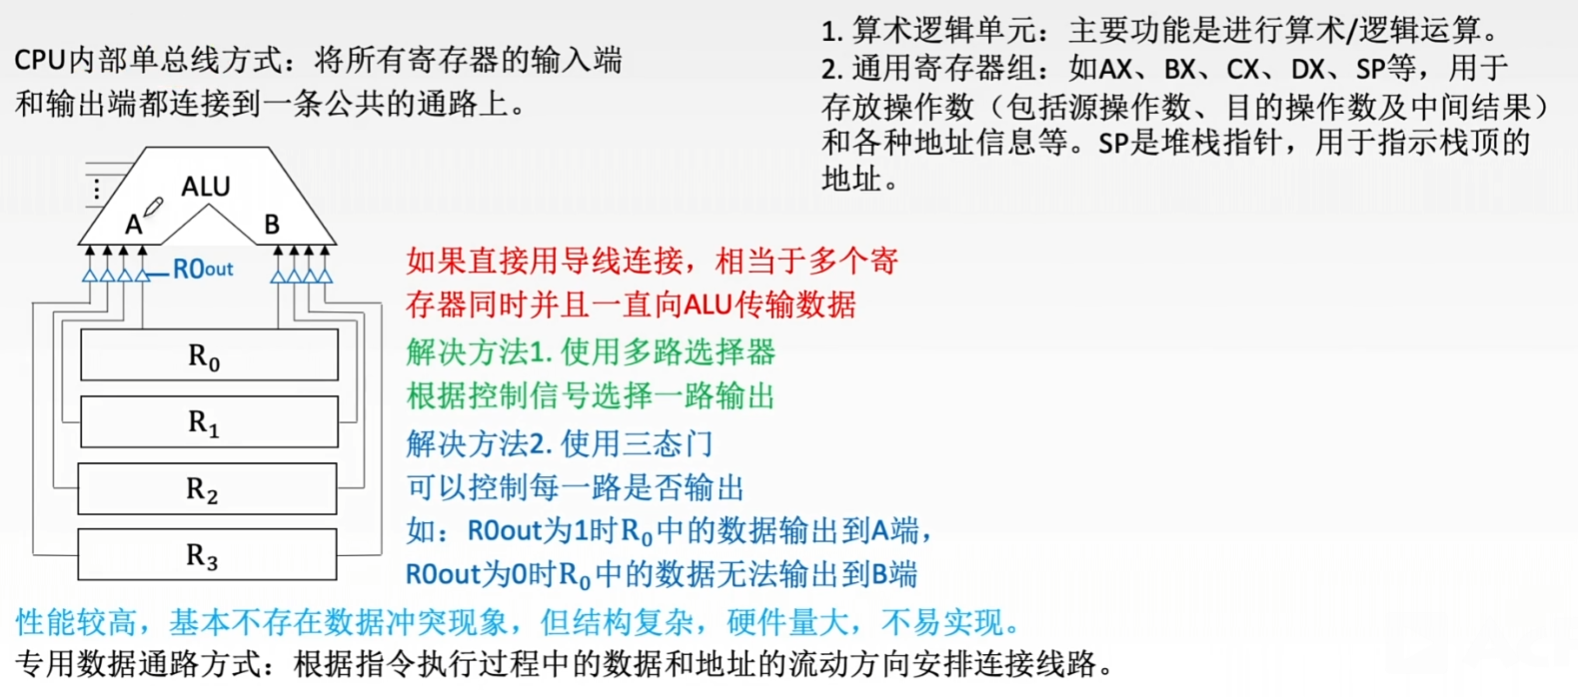 CPU内部单总线方式：将所有寄存器的输入端
和输出端都连接到一条公共的通路上。
1. 算术逻辑单元：主要功能是进行算术/逻辑运算。
2. 通用寄存器组：如AX、BX、CX、DX、SP等，用于
存放操作数（包括源操作数、目的操作数及中间结果）
和各种地址信息等。SP是堆栈指针，用于指示栈顶的
地址。
ALU
A
B
R0out
R₀
R₁
R₂
R₃
如果直接用导线连接，相当于多个寄
存器同时并且一直向ALU传输数据
解决方法1. 使用多路选择器
根据控制信号选择一路输出
解决方法2. 使用三态门
可以控制每一路是否输出
如：R0out为1时R₀中的数据输出到A端，
R0out为0时R₀中的数据无法输出到B端
性能较高，基本不存在数据冲突现象，但结构复杂，硬件量大，不易实现。
专用数据通路方式：根据指令执行过程中的数据和地址的流动方向安排连接线路。